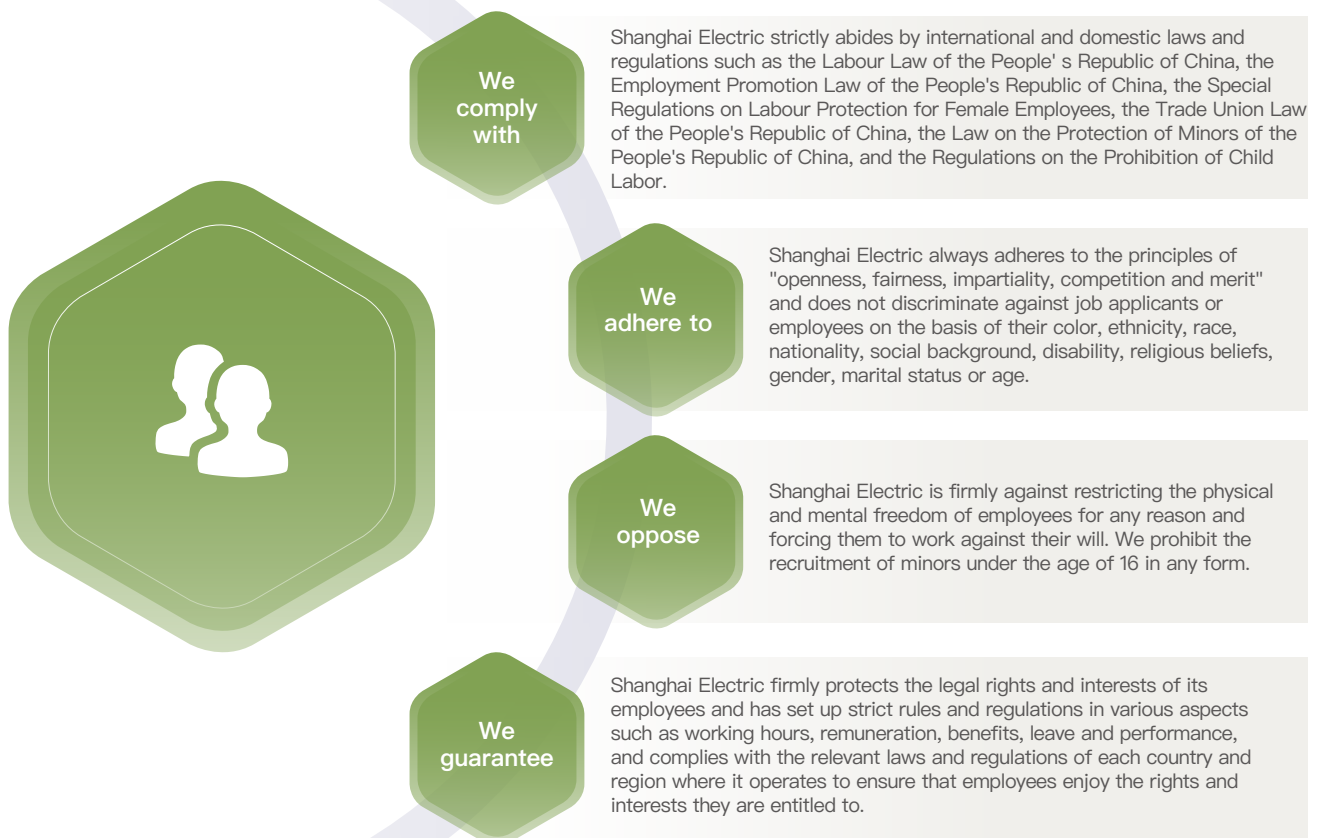 We
comply
with
Shanghai Electric strictly abides by international and domestic laws and
regulations such as the Labour Law of the People' s Republic of China, the
Employment Promotion Law of the People's Republic of China, the Special
Regulations on Labour Protection for Female Employees, the Trade Union Law
of the People's Republic of China, the Law on the Protection of Minors of the
People's Republic of China, and the Regulations on the Prohibition of Child
Labor.
We
adhere to
Shanghai Electric always adheres to the principles of
"openness, fairness, impartiality, competition and merit"
and does not discriminate against job applicants or
employees on the basis of their color, ethnicity, race,
nationality, social background, disability, religious beliefs,
gender, marital status or age.
We
oppose
Shanghai Electric is firmly against restricting the physical
and mental freedom of employees for any reason and
forcing them to work against their will. We prohibit the
recruitment of minors under the age of 16 in any form.
We
guarantee
Shanghai Electric firmly protects the legal rights and interests of its
employees and has set up strict rules and regulations in various aspects
such as working hours, remuneration, benefits, leave and performance,
and complies with the relevant laws and regulations of each country and
region where it operates to ensure that employees enjoy the rights and
interests they are entitled to.